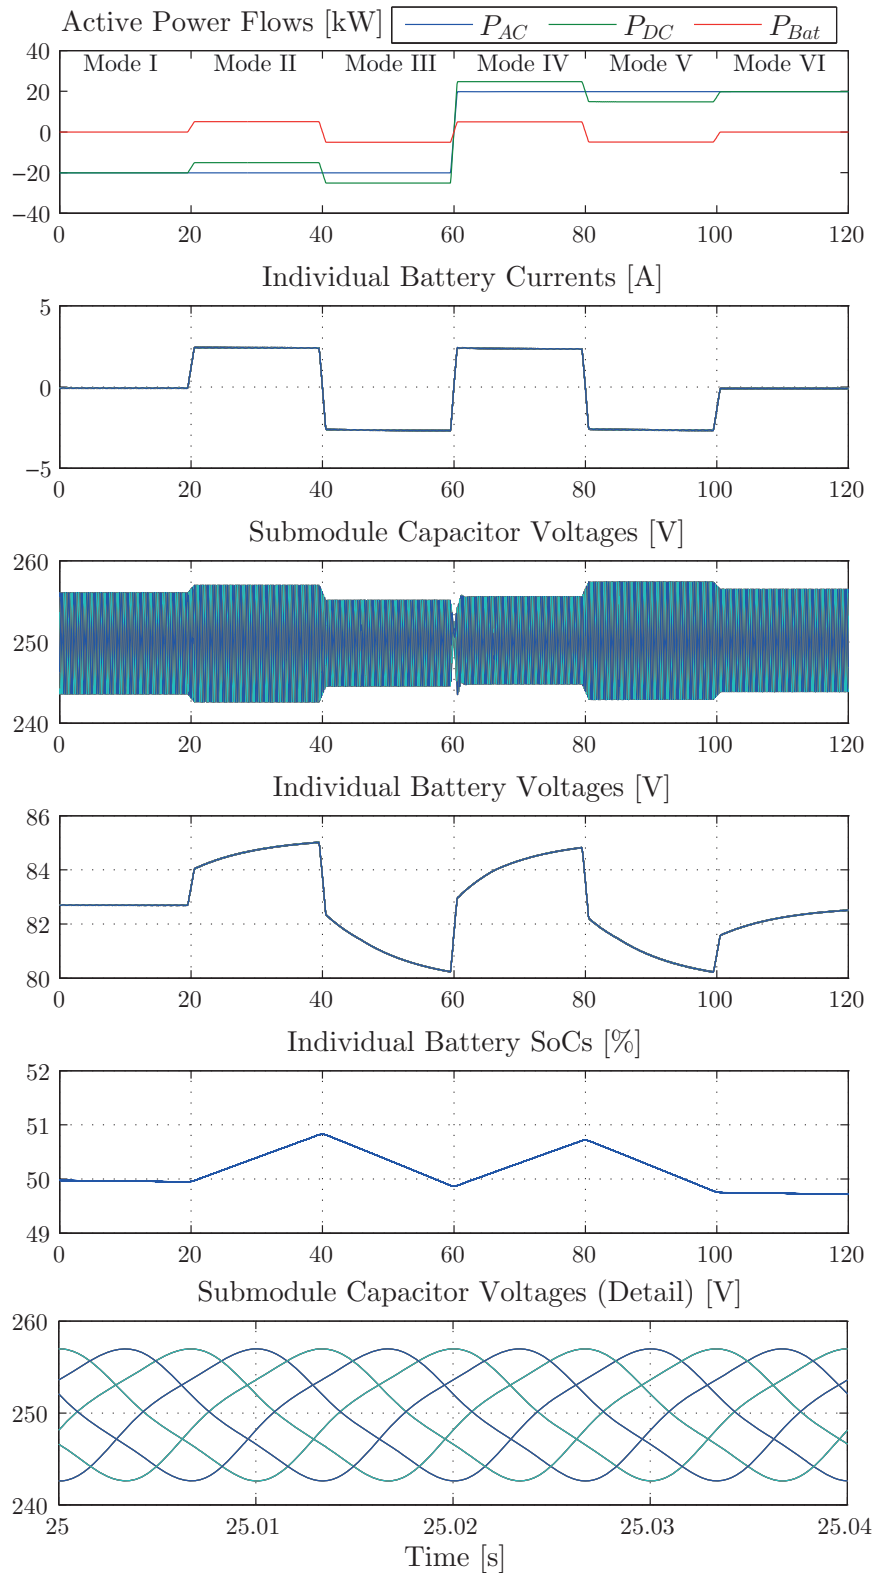 Active Power Flows [kW] P_AC P_DC P_Bat
40
Mode I Mode II Mode III Mode IV Mode V Mode VI
20
0
−20
−40
0 20 40 60 80 100 120
Individual Battery Currents [A]
5
0
−5
0 20 40 60 80 100 120
Submodule Capacitor Voltages [V]
260
250
240
0 20 40 60 80 100 120
Individual Battery Voltages [V]
86
84
82
80
0 20 40 60 80 100 120
Individual Battery SoCs [%]
52
51
50
49
0 20 40 60 80 100 120
Submodule Capacitor Voltages (Detail) [V]
260
250
240
25 25.01 25.02 25.03 25.04
Time [s]